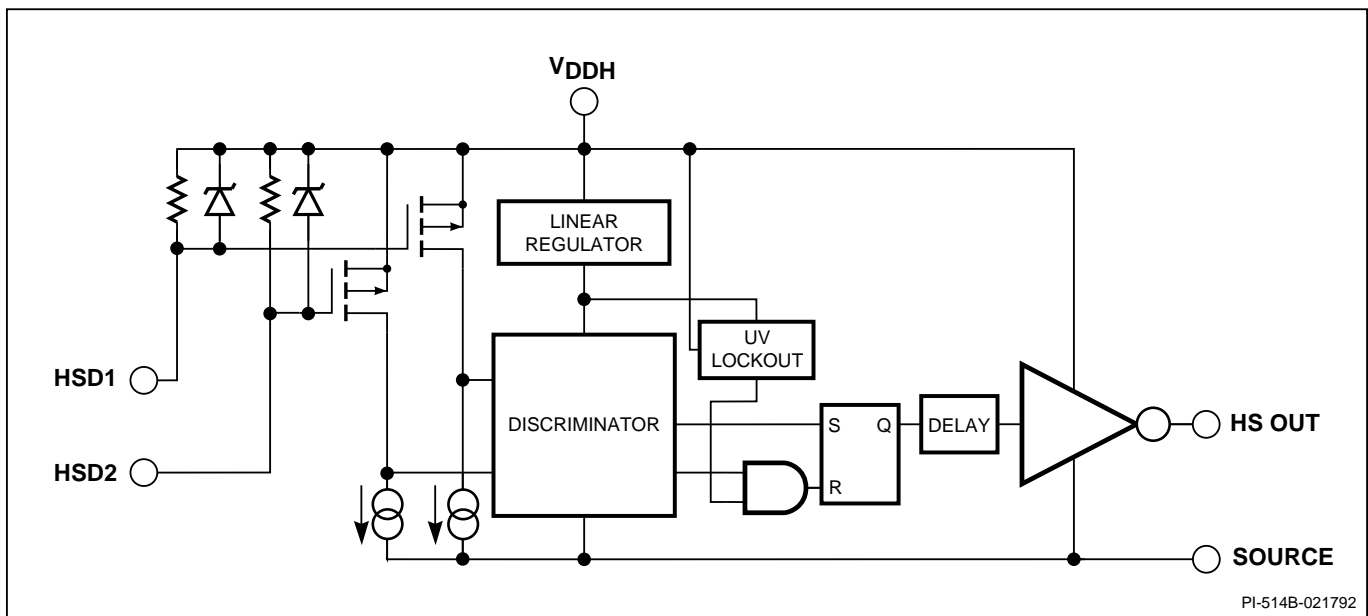 VDDH
LINEAR
REGULATOR
UV
LOCKOUT
HSD1
DISCRIMINATOR
S
Q
DELAY
HS OUT
HSD2
R
SOURCE
PI-514B-021792